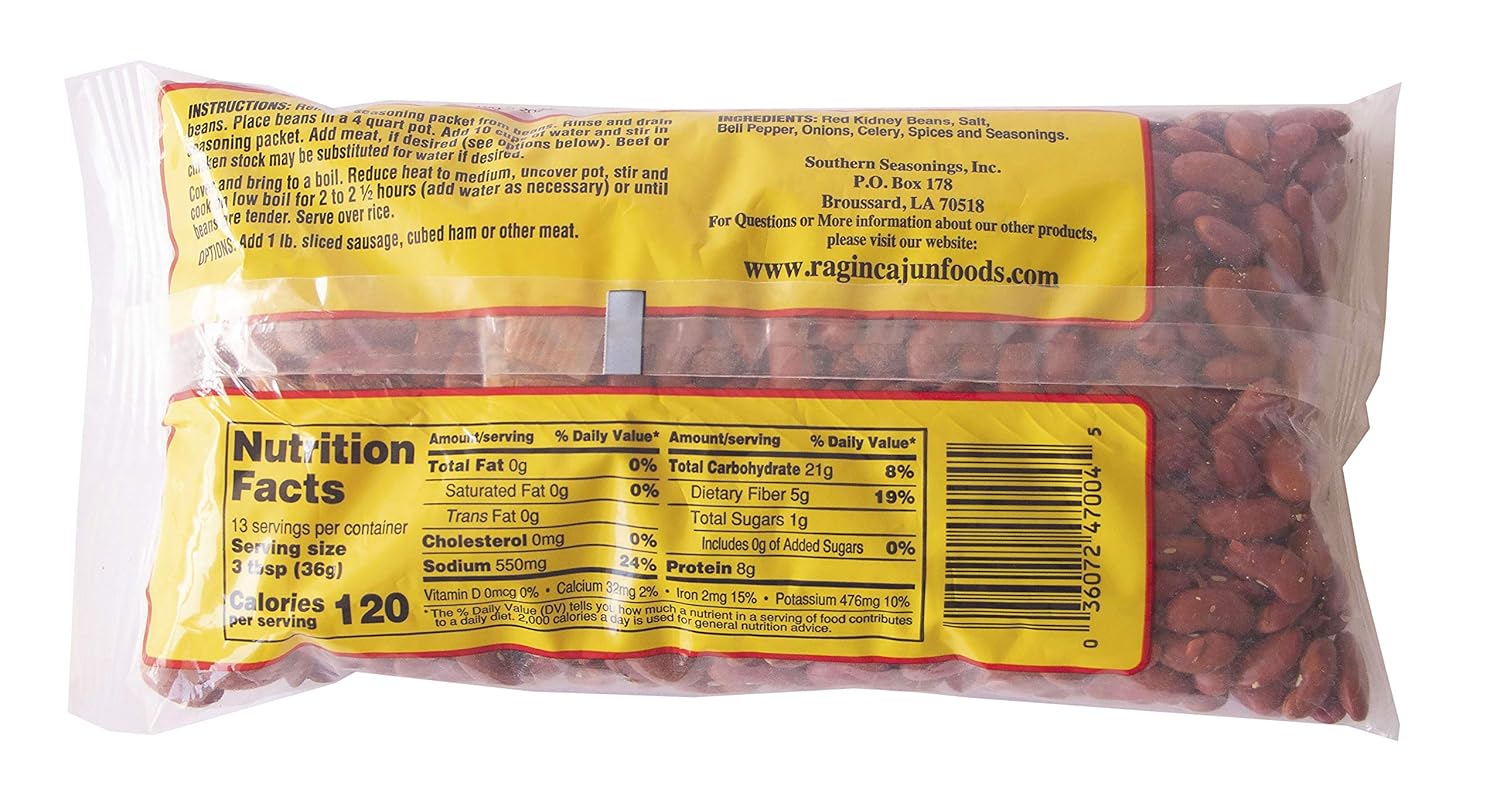 INSTRUCTIONS: seasoning packet from beans. Rinse and drain
beans. Place beans in a 4 quart pot. Add 10 cups of water and stir in
seasoning packet. Add meat, if desired (see options below). Beef or
chicken stock may be substituted for water if desired.
Cover and bring to a boil. Reduce heat to medium, uncover pot, stir and
cook on low boil for 2 to 2 ½ hours (add water as necessary) or until
beans are tender. Serve over rice.
OPTIONS: Add 1 lb. sliced sausage, cubed ham or other meat.
INGREDIENTS: Red Kidney Beans, Salt,
Bell Pepper, Onions, Celery, Spices and Seasonings.
Southern Seasonings, Inc.
P.O. Box 178
Broussard, LA 70518
For Questions or More information about our other products,
please visit our website:
www.ragincajunfoods.com
Nutrition
Facts
13 servings per container
Serving size
3 tbsp (36g)
Calories 120
per serving
Amount/serving % Daily Value*
Total Fat 0g 0%
Saturated Fat 0g 0%
Trans Fat 0g
Cholesterol 0mg 0%
Sodium 550mg 24%
Amount/serving % Daily Value*
Total Carbohydrate 21g 8%
Dietary Fiber 5g 19%
Total Sugars 1g
Includes 0g of Added Sugars 0%
Protein 8g
Vitamin D 0mcg 0% • Calcium 32mg 2% • Iron 2mg 15% • Potassium 476mg 10%
*The % Daily Value (DV) tells you how much a nutrient in a serving of food contributes
to a daily diet. 2,000 calories a day is used for general nutrition advice.
0 36072 47004 5